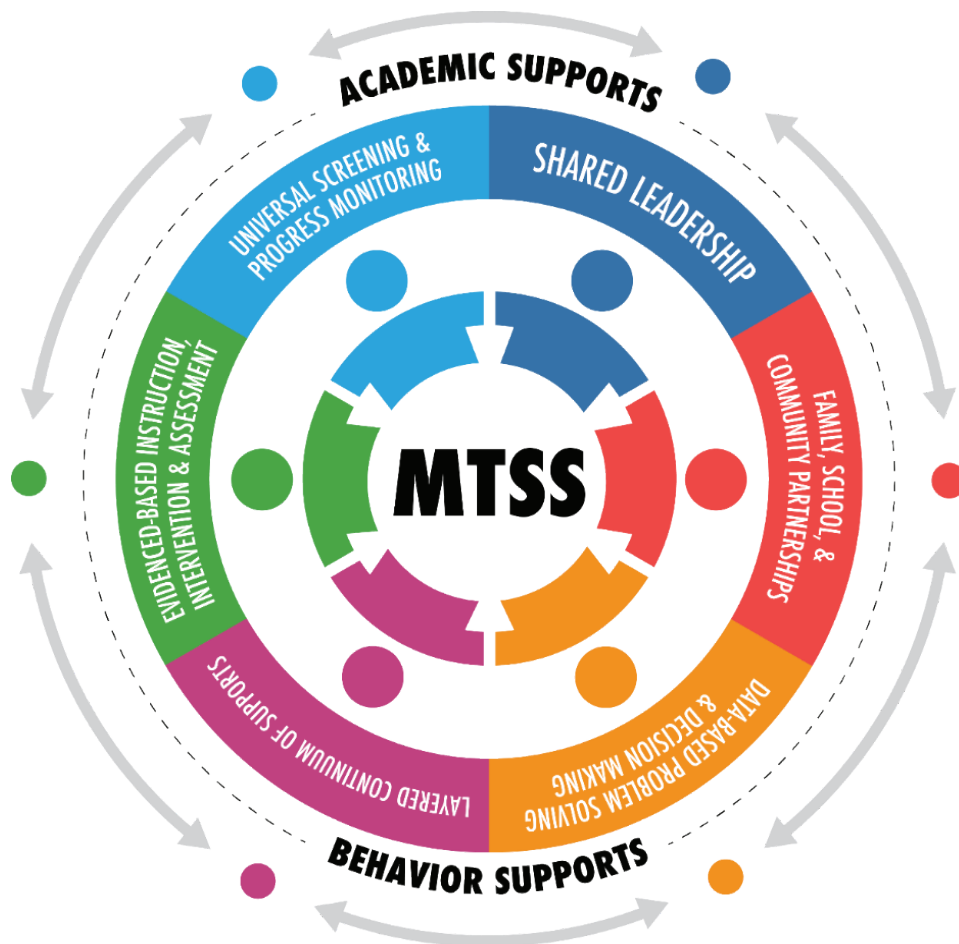 ACADEMIC SUPPORTS
SHARED LEADERSHIP
FAMILY, SCHOOL, &
COMMUNITY PARTNERSHIPS
DATA-BASED PROBLEM SOLVING
& DECISION MAKING
LAYERED CONTINUUM OF SUPPORTS
EVIDENCED-BASED INSTRUCTION,
INTERVENTION & ASSESSMENT
UNIVERSAL SCREENING &
PROGRESS MONITORING
MTSS
BEHAVIOR SUPPORTS